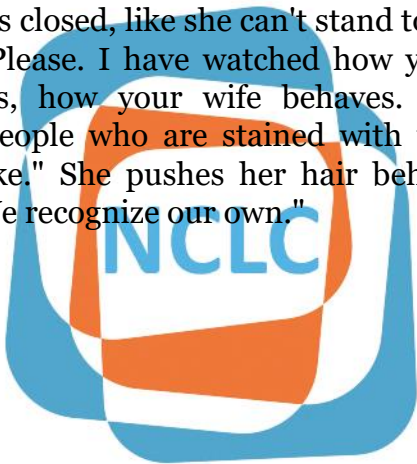 s closed, like she can't stand to
Please. I have watched how y
s, how your wife behaves.
eople who are stained with
ke." She pushes her hair beh
e recognize our own."
NCLC